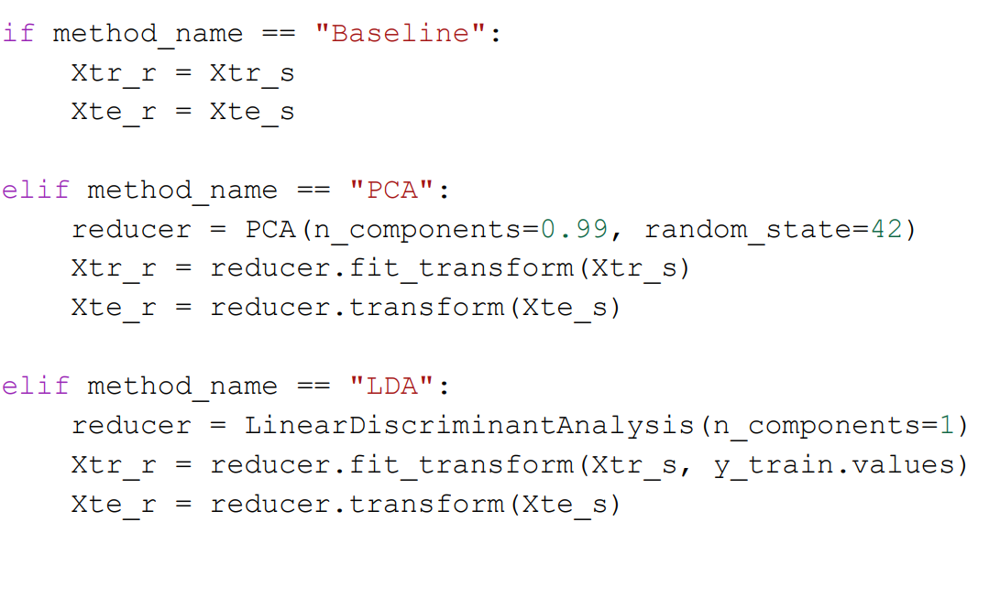 if method_name == "Baseline":
    Xtr_r = Xtr_s
    Xte_r = Xte_s

elif method_name == "PCA":
    reducer = PCA(n_components=0.99, random_state=42)
    Xtr_r = reducer.fit_transform(Xtr_s)
    Xte_r = reducer.transform(Xte_s)

elif method_name == "LDA":
    reducer = LinearDiscriminantAnalysis(n_components=1)
    Xtr_r = reducer.fit_transform(Xtr_s, y_train.values)
    Xte_r = reducer.transform(Xte_s)